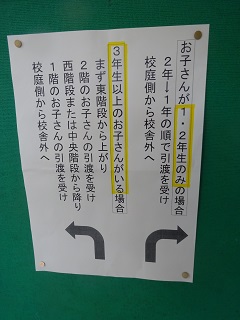 お子さんが1・2年生のみの場合
2年→1年の順で引渡を受け
校庭側から校舎外へ
3年生以上のお子さんがいる場合
まず東階段から上がり
2階のお子さんの引渡を受け
西階段または中央階段から降り
1階のお子さんの引渡を受け
校庭側から校舎外へ